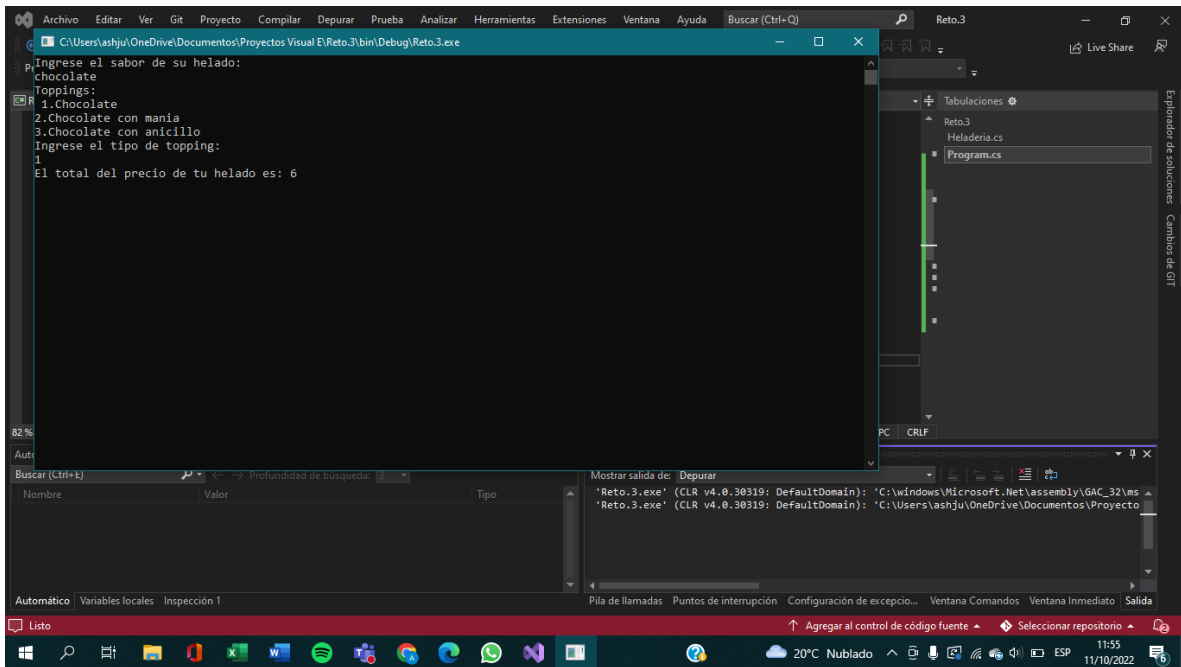 Archivo Editar Ver Git Proyecto Compilar Depurar Prueba Analizar Herramientas Extensiones Ventana Ayuda Buscar (Ctrl+Q) Reto.3
C:\Users\ashju\OneDrive\Documentos\Proyectos Visual E\Reto.3\bin\Debug\Reto.3.exe
Live Share
Ingrese el sabor de su helado:
chocolate
Toppings:
1.Chocolate
2.Chocolate con mania
3.Chocolate con anicillo
Ingrese el tipo de topping:
1
El total del precio de tu helado es: 6
Tabulaciones
Reto.3
Heladeria.cs
Program.cs
Explorador de soluciones
Cambios de GIT
82 %
PC CRLF
Buscar (Ctrl+E) Profundidad de búsqueda: 3
Nombre Valor Tipo
Mostrar salida de: Depurar
'Reto.3.exe' (CLR v4.0.30319: DefaultDomain): 'C:\windows\Microsoft.Net\assembly\GAC_32\ms
'Reto.3.exe' (CLR v4.0.30319: DefaultDomain): 'C:\Users\ashju\OneDrive\Documentos\Proyecto
Automático Variables locales Inspección 1
Pila de llamadas Puntos de interrupción Configuración de excepcio... Ventana Comandos Ventana Inmediato Salida
Listo
Agregar al control de código fuente Seleccionar repositorio 2
20°C Nublado ESP
11:55
11/10/2022
6